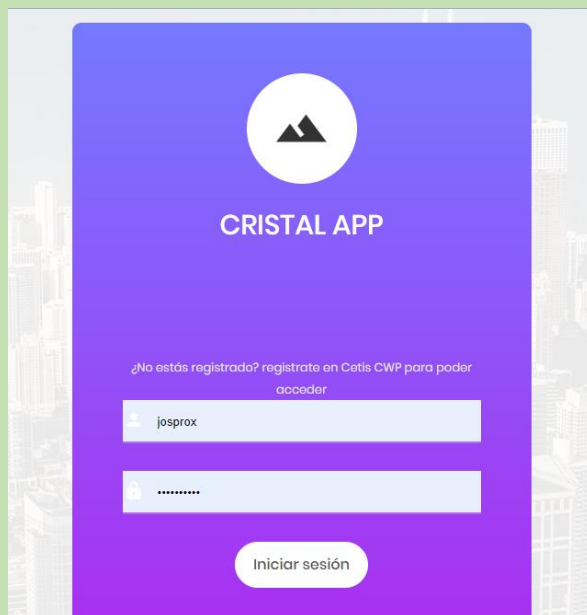 CRISTAL APP
¿No estás registrado? registrate en Cetis CWP para poder
acceder
josprox
••••••••••
Iniciar sesión